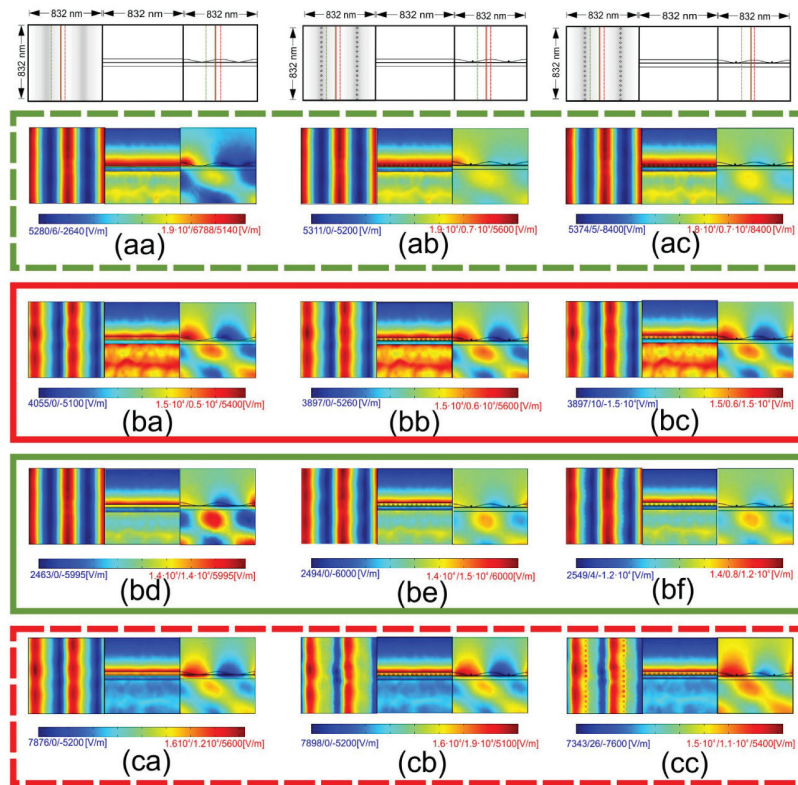 832 nm 832 nm 832 nm 832 nm 832 nm 832 nm 832 nm 832 nm 832 nm
832 nm 832 nm 832 nm
5280/6/-2640[V/m] 1.9·10⁴/6788/5140 [V/m] 5311/0/-5200[V/m] 1.9·10⁴/0.7·10⁴/5600[V/m] 5374/5/-8400[V/m] 1.8·10⁴/0.7·10⁴/8400[V/m]
(aa) (ab) (ac)
4055/0/-5100[V/m] 1.5·10⁴/0.5·10⁴/5400[V/m] 3897/0/-5260[V/m] 1.5·10⁴/0.6·10⁴/5600[V/m] 3897/10/-1.5·10⁴[V/m] 1.5/0.6/1.5·10⁴[V/m]
(ba) (bb) (bc)
2463/0/-5995[V/m] 1.4·10⁴/1.4·10⁴/5995[V/m] 2494/0/-6000[V/m] 1.4·10⁴/1.5·10⁴/6000[V/m] 2549/4/-1.2·10⁴[V/m] 1.4/0.8/1.2·10⁴[V/m]
(bd) (be) (bf)
7876/0/-5200[V/m] 1.610⁴/1.210⁴/5600[V/m] 7898/0/-5200[V/m] 1.6·10⁴/1.9·10⁴/5100[V/m] 7343/26/-7600[V/m] 1.5·10⁴/1.1·10⁴/5400[V/m]
(ca) (cb) (cc)